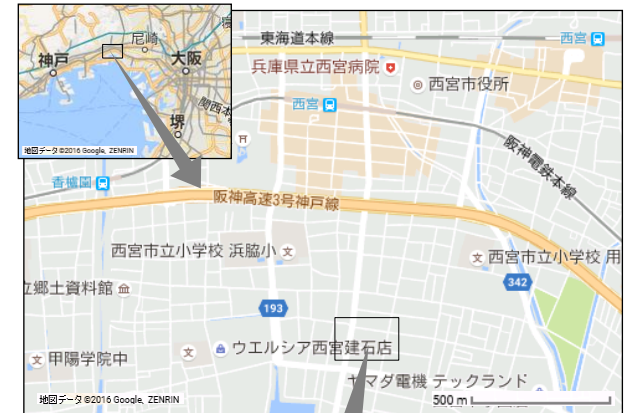 尼崎
神戸
大阪
関西本
堺
地図データ©2016 Google, ZENRIN
東海道本線
西宮
兵庫県立西宮病院
西宮市役所
西宮
阪神電鉄本線
香櫨園
阪神高速3号神戸線
西宮市立小学校 浜脇小
西宮市立小学校 用
342
立郷土資料館
193
ウエルシア西宮建石店
甲陽学院中
ヤマダ電機 テックランド
地図データ©2016 Google, ZENRIN
500 m